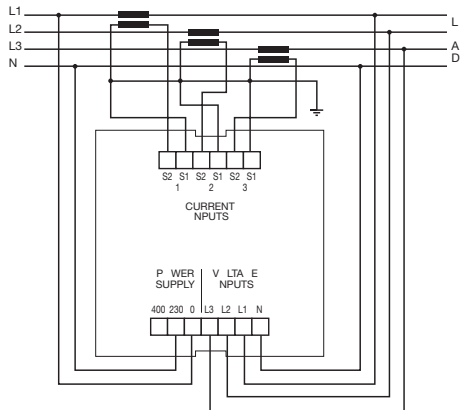 L1
L2
L3
N
L
A
D
S2 S1 S2 S1 S2 S1
1 2 3
CURRENT
NPUTS
P WER
SUPPLY
V LTA E
NPUTS
400 230 0 L3 L2 L1 N